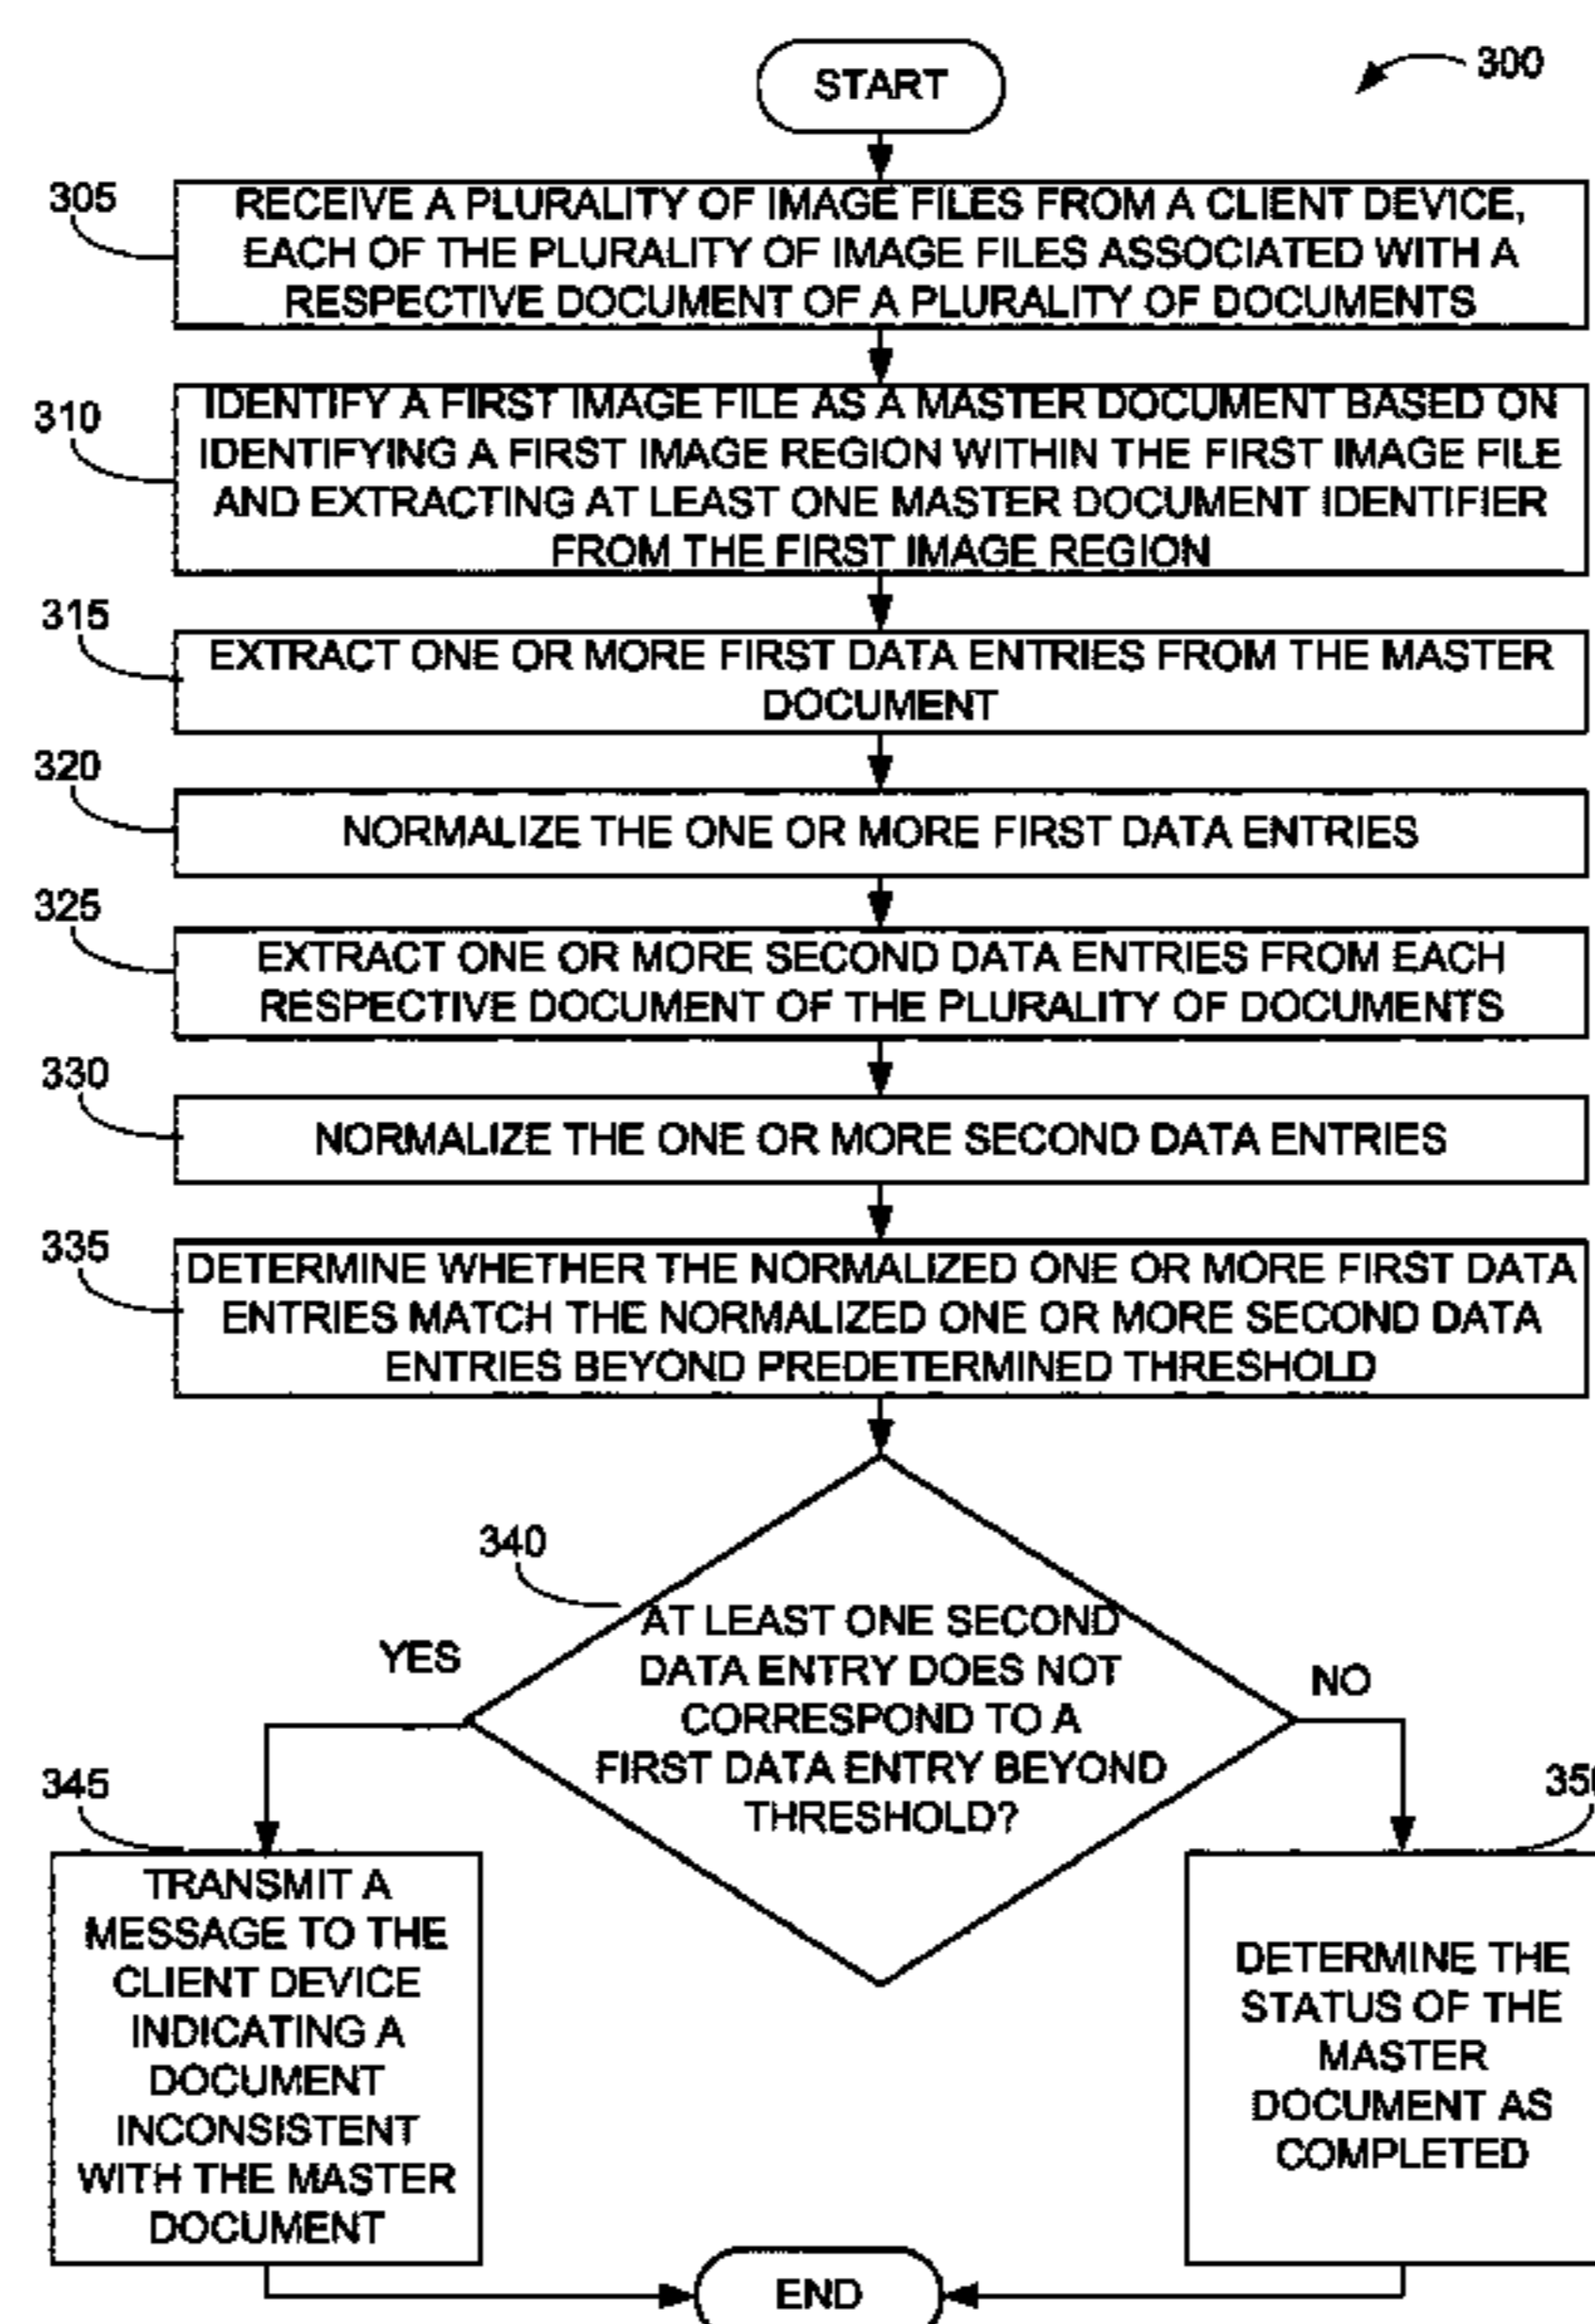 START
300
305
RECEIVE A PLURALITY OF IMAGE FILES FROM A CLIENT DEVICE,
EACH OF THE PLURALITY OF IMAGE FILES ASSOCIATED WITH A
RESPECTIVE DOCUMENT OF A PLURALITY OF DOCUMENTS
310
IDENTIFY A FIRST IMAGE FILE AS A MASTER DOCUMENT BASED ON
IDENTIFYING A FIRST IMAGE REGION WITHIN THE FIRST IMAGE FILE
AND EXTRACTING AT LEAST ONE MASTER DOCUMENT IDENTIFIER
FROM THE FIRST IMAGE REGION
315
EXTRACT ONE OR MORE FIRST DATA ENTRIES FROM THE MASTER
DOCUMENT
320
NORMALIZE THE ONE OR MORE FIRST DATA ENTRIES
325
EXTRACT ONE OR MORE SECOND DATA ENTRIES FROM EACH
RESPECTIVE DOCUMENT OF THE PLURALITY OF DOCUMENTS
330
NORMALIZE THE ONE OR MORE SECOND DATA ENTRIES
335
DETERMINE WHETHER THE NORMALIZED ONE OR MORE FIRST DATA
ENTRIES MATCH THE NORMALIZED ONE OR MORE SECOND DATA
ENTRIES BEYOND PREDETERMINED THRESHOLD
340
AT LEAST ONE SECOND
DATA ENTRY DOES NOT
CORRESPOND TO A
FIRST DATA ENTRY BEYOND
THRESHOLD?
YES
NO
345
TRANSMIT A
MESSAGE TO THE
CLIENT DEVICE
INDICATING A
DOCUMENT
INCONSISTENT
WITH THE MASTER
DOCUMENT
DETERMINE THE
STATUS OF THE
MASTER
DOCUMENT AS
COMPLETED
END